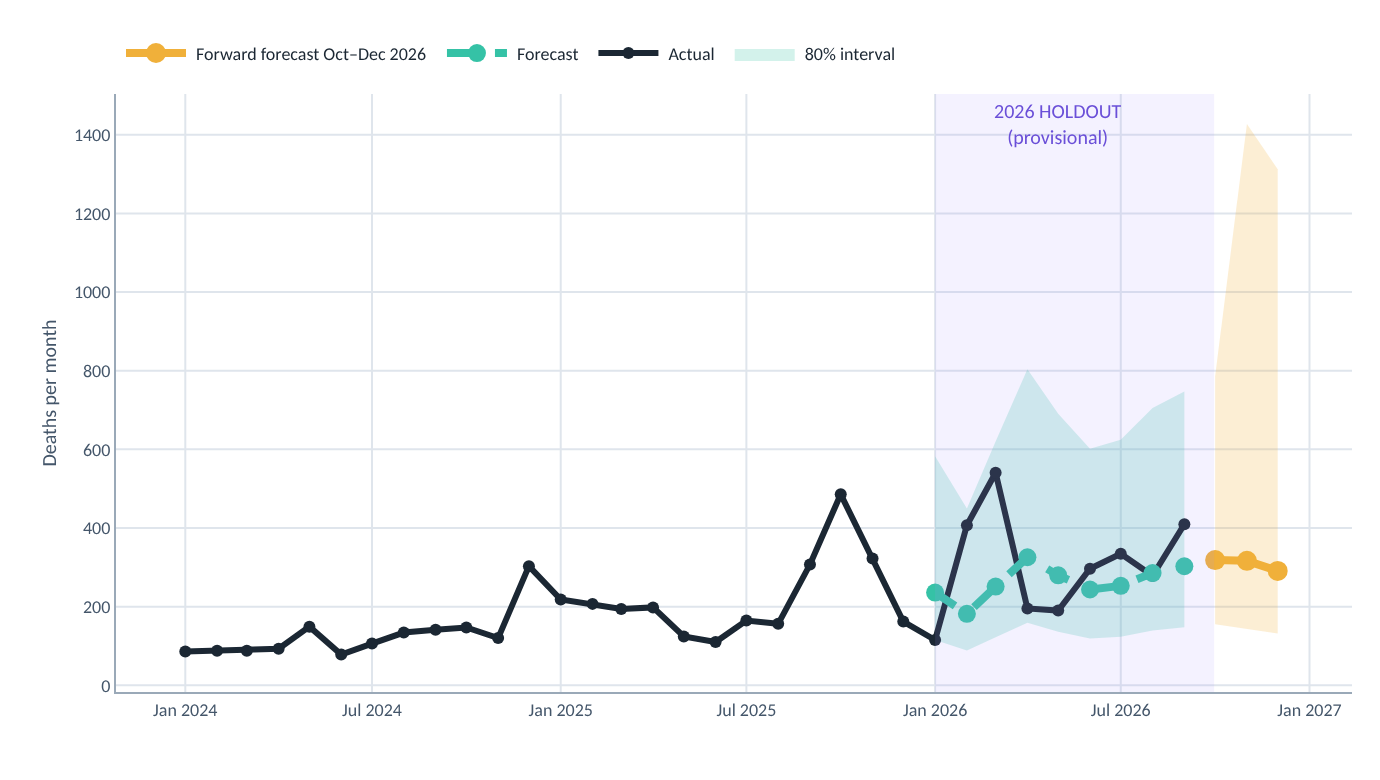 Forward forecast Oct–Dec 2026 Forecast Actual 80% interval
2026 HOLDOUT
(provisional)
Deaths per month
1400
1200
1000
800
600
400
200
0
Jan 2024 Jul 2024 Jan 2025 Jul 2025 Jan 2026 Jul 2026 Jan 2027